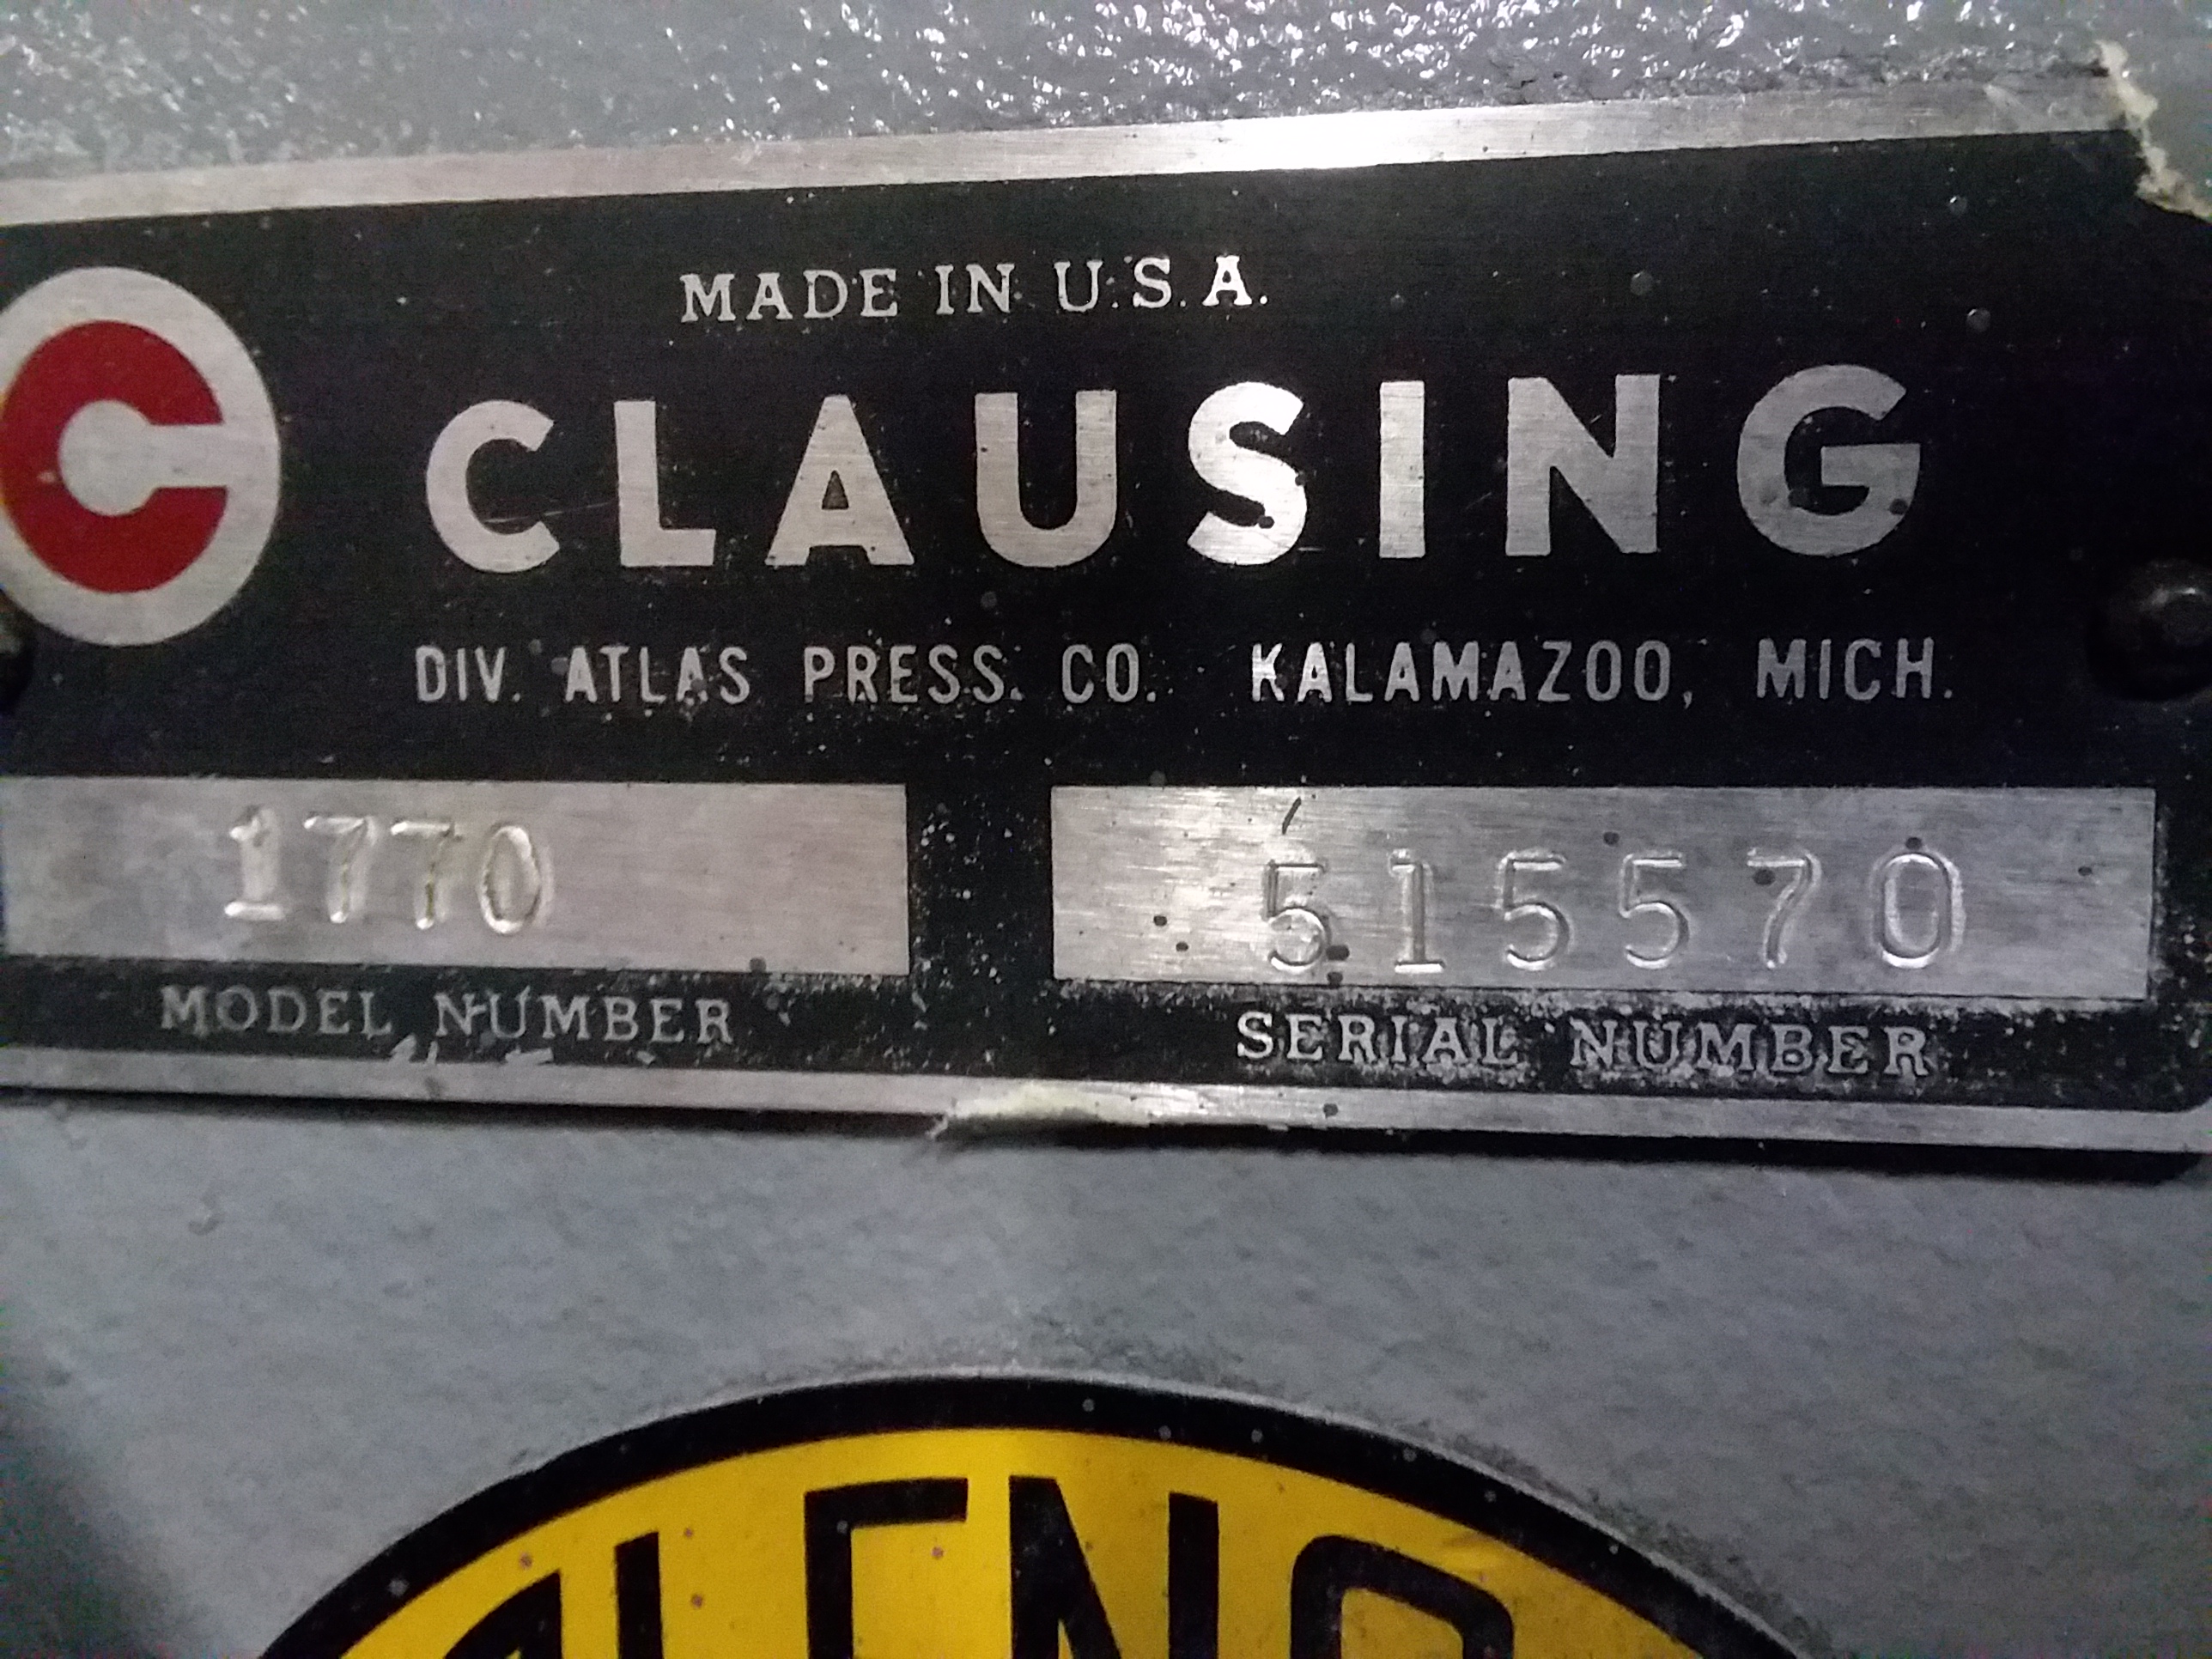 MADE IN U.S.A.
C CLAUSING
DIV. ATLAS PRESS. CO. KALAMAZOO, MICH.
1770 515570
MODEL NUMBER SERIAL NUMBER